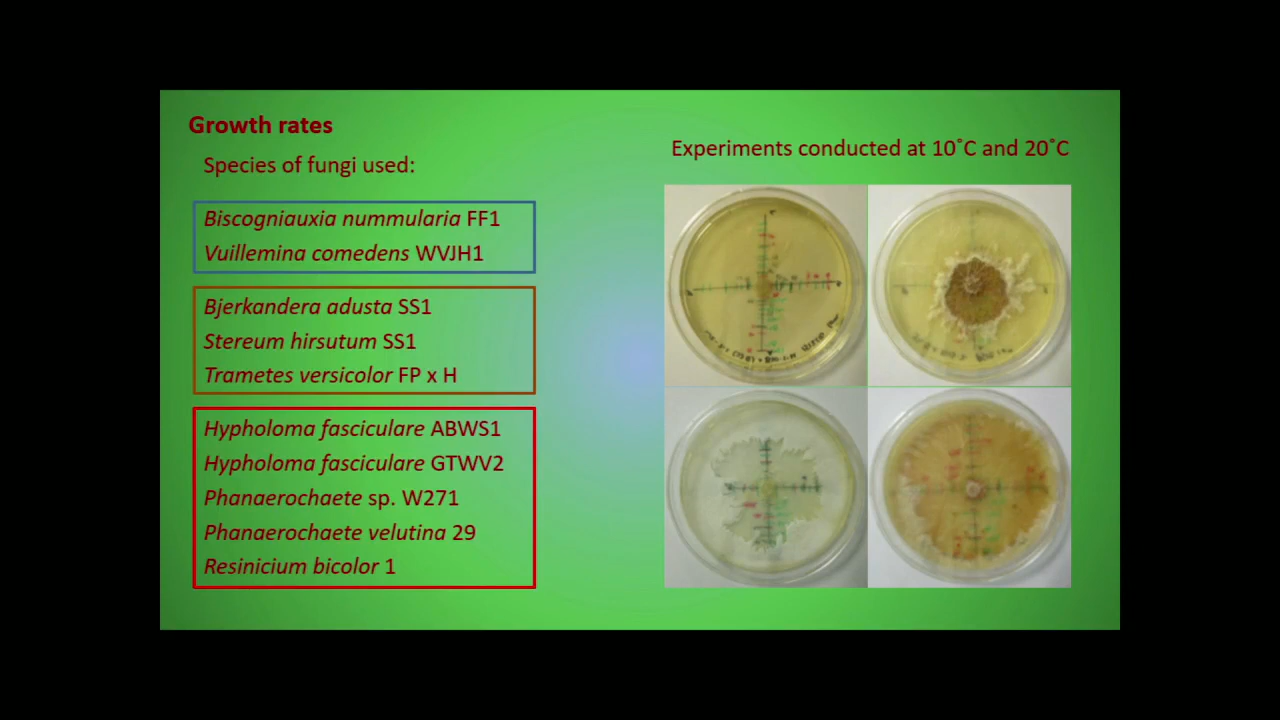 Growth rates
Species of fungi used:
Biscogniauxia nummularia FF1
Vuillemina comedens WVJH1
Bjerkandera adusta SS1
Stereum hirsutum SS1
Trametes versicolor FP x H
Hypholoma fasciculare ABWS1
Hypholoma fasciculare GTWV2
Phanaerochaete sp. W271
Phanaerochaete velutina 29
Resinicium bicolor 1
Experiments conducted at 10˚C and 20˚C